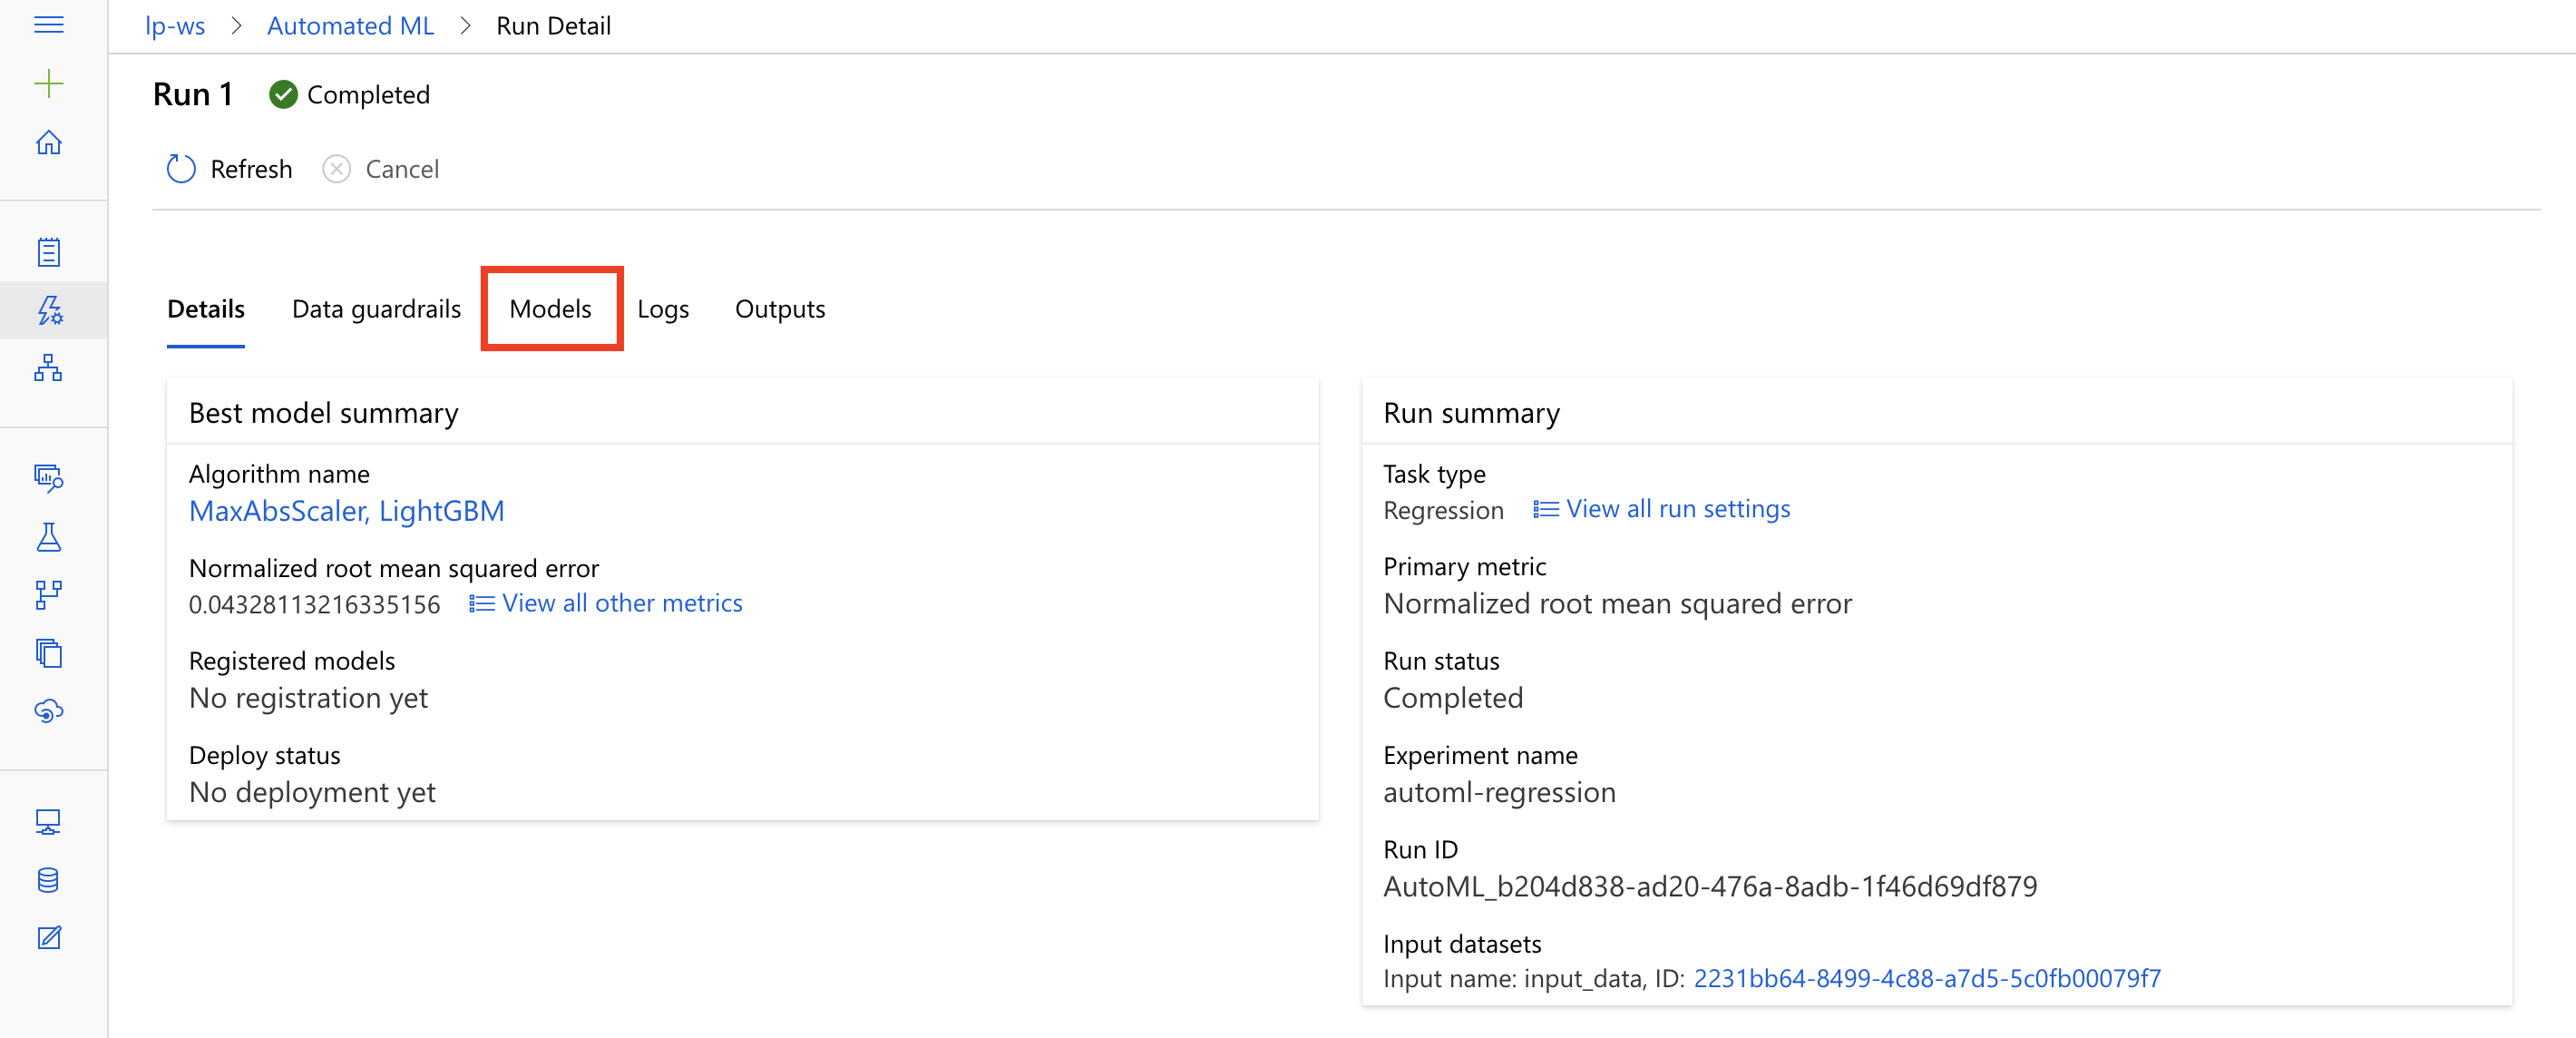 lp-ws > Automated ML > Run Detail
Run 1 Completed
Refresh Cancel
Details Data guardrails Models Logs Outputs
Best model summary
Algorithm name
MaxAbsScaler, LightGBM
Normalized root mean squared error
0.04328113216335156 View all other metrics
Registered models
No registration yet
Deploy status
No deployment yet
Run summary
Task type
Regression View all run settings
Primary metric
Normalized root mean squared error
Run status
Completed
Experiment name
automl-regression
Run ID
AutoML_b204d838-ad20-476a-8adb-1f46d69df879
Input datasets
Input name: input_data, ID: 2231bb64-8499-4c88-a7d5-5c0fb00079f7